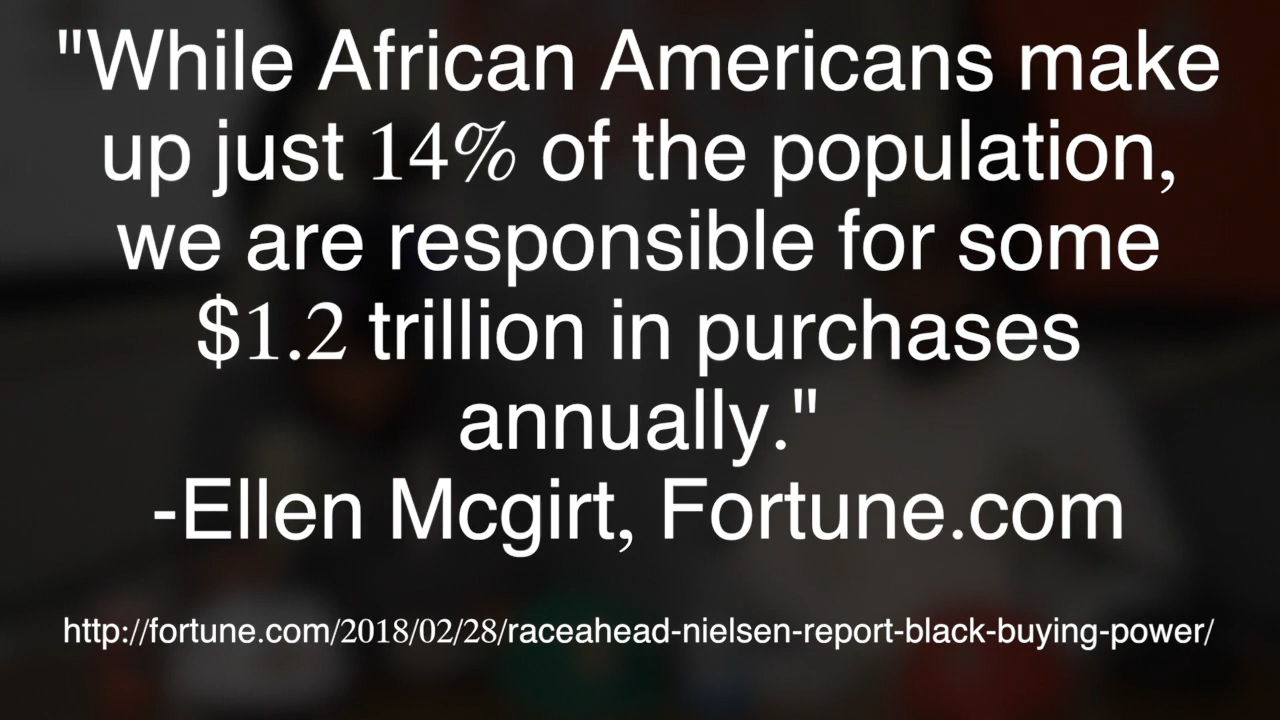 "While African Americans make
up just 14% of the population,
we are responsible for some
$1.2 trillion in purchases
annually."
-Ellen Mcgirt, Fortune.com
http://fortune.com/2018/02/28/raceahead-nielsen-report-black-buying-power/